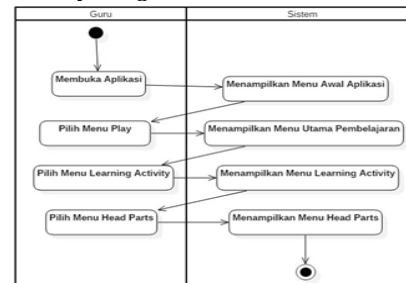 Guru Sistem
Membuka Aplikasi Menampilkan Menu Awal Aplikasi
Pilih Menu Play Menampilkan Menu Utama Pembelajaran
Pilih Menu Learning Activity Menampilkan Menu Learning Activity
Pilih Menu Head Parts Menampilkan Menu Head Parts